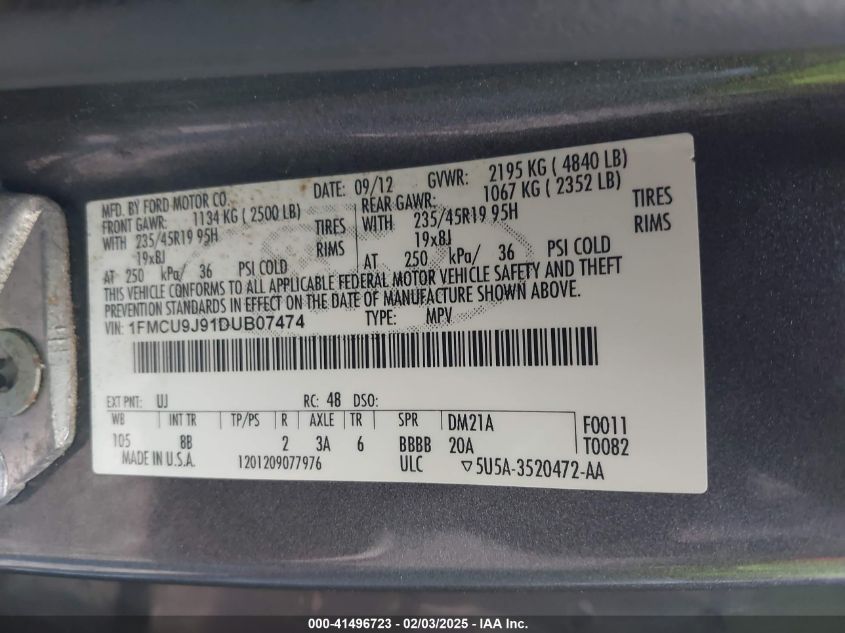 MFD. BY FORD MOTOR CO.
DATE: 09/12 GVWR: 2195 KG ( 4840 LB)
FRONT GAWR: 1134 KG ( 2500 LB) REAR GAWR: 1067 KG ( 2352 LB)
WITH 235/45R19 95H TIRES WITH 235/45R19 95H TIRES
19x8J RIMS 19x8J RIMS
AT 250 kPa/ 36 PSI COLD AT 250 kPa/ 36 PSI COLD
THIS VEHICLE CONFORMS TO ALL APPLICABLE FEDERAL MOTOR VEHICLE SAFETY AND THEFT
PREVENTION STANDARDS IN EFFECT ON THE DATE OF MANUFACTURE SHOWN ABOVE.
VIN: 1FMCU9J91DUB07474 TYPE: MPV
EXT PNT: UJ RC: 48 DSO:
WB INT TR TP/PS R AXLE TR SPR DM21A F0011
105 8B 2 3A 6 BBBB 20A T0082
MADE IN U.S.A. 1201209077976 ULC ▽5U5A-3520472-AA
000-41496723 - 02/03/2025 - www.iaai.com